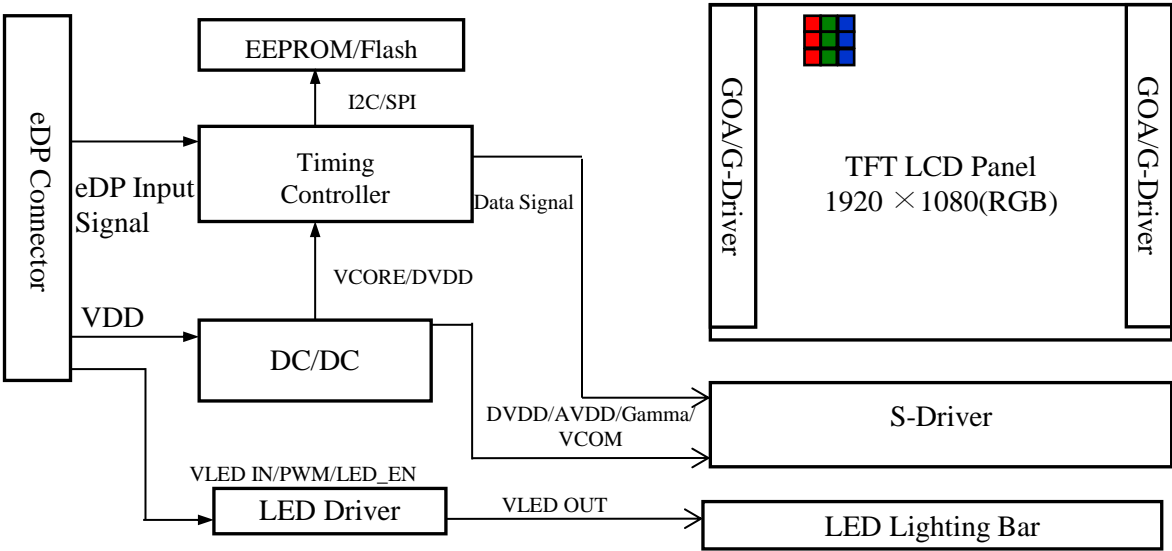 EEPROM/Flash
I2C/SPI
eDP Connector
Timing
Controller
eDP Input
Signal
Data Signal
GOA/G-Driver
TFT LCD Panel
1920 ×1080(RGB)
GOA/G-Driver
VCORE/DVDD
VDD
DC/DC
DVDD/AVDD/Gamma/
VCOM
S-Driver
VLED IN/PWM/LED_EN
LED Driver
VLED OUT
LED Lighting Bar